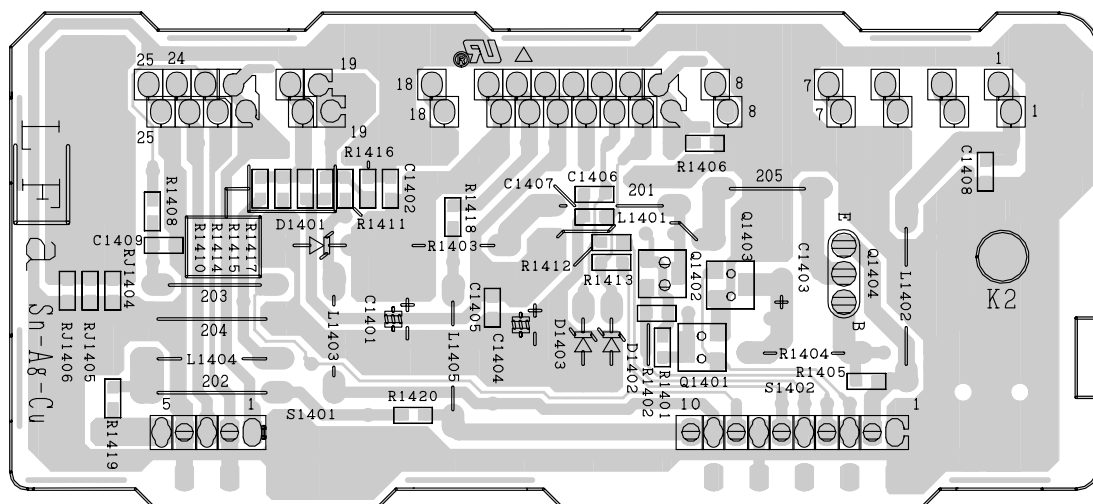 25
24
19
18
8
7
1
25
19
18
8
7
1
R1416
R1406
C1406
C1407
201
205
C1408
C1402
R1408
D1401
R1411
R1418
L1401
E
C1409
R1410
R1414
R1415
R1417
R1403
R1412
R1413
Q1402
Q1403
C1403
Q1404
L1402
K2
RJ1404
203
204
L1403
C1401
C1405
C1404
L1405
D1403
D1402
B
Sn-Ag-Cu
RJ1406
RJ1405
L1404
202
R1402
R1401
Q1401
R1404
R1405
S1402
5
1
S1401
R1420
10
1
R1419